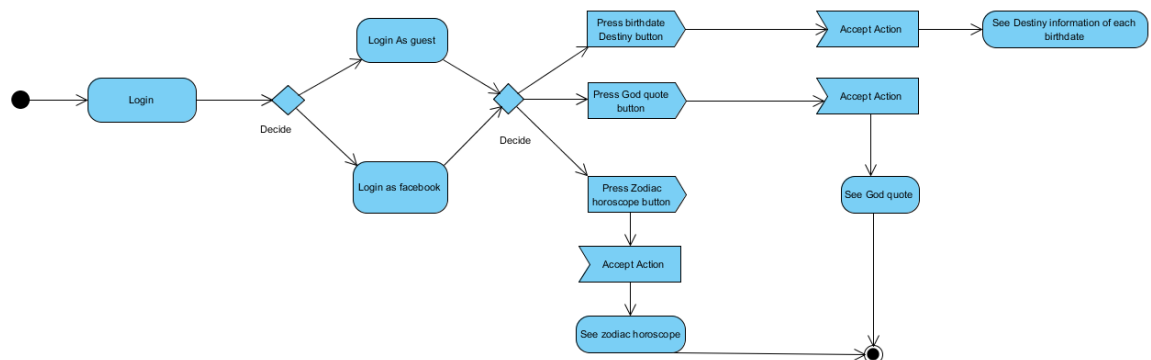 Login
Decide
Login As guest
Login as facebook
Decide
Press birthdate
Destiny button
Accept Action
See Destiny information of each
birthdate
Press God quote
button
Accept Action
See God quote
Press Zodiac
horoscope button
Accept Action
See zodiac horoscope